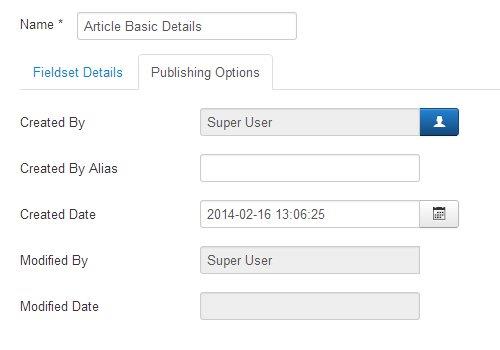 Name * Article Basic Details
Fieldset Details Publishing Options
Created By Super User
Created By Alias
Created Date 2014-02-16 13:06:25
Modified By Super User
Modified Date